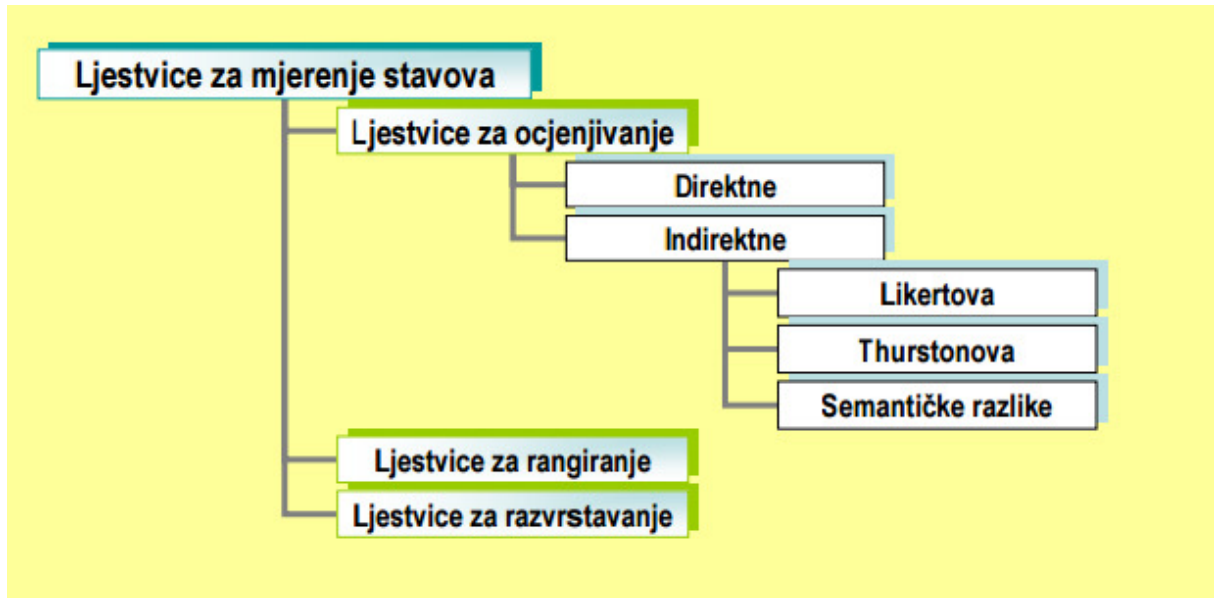 Ljestvice za mjerenje stavova
Ljestvice za ocjenjivanje
Direktne
Indirektne
Likertova
Thurstonova
Semantičke razlike
Ljestvice za rangiranje
Ljestvice za razvrstavanje